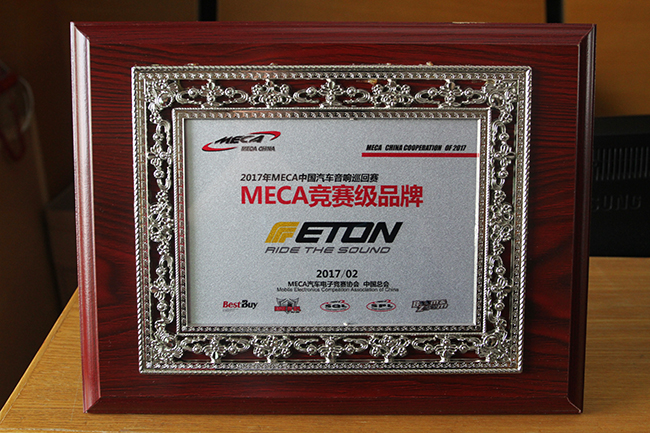 MECA
MECA CHINA
MECA CHINA COOPERATION OF 2017
2017年MECA中国汽车音响巡回赛
MECA竞赛级品牌
ETON
RIDE THE SOUND
2017/02
MECA汽车电子竞赛协会 中国总会
Mobile Electronics Competition Association of China
BestBuy
SQL
SPL